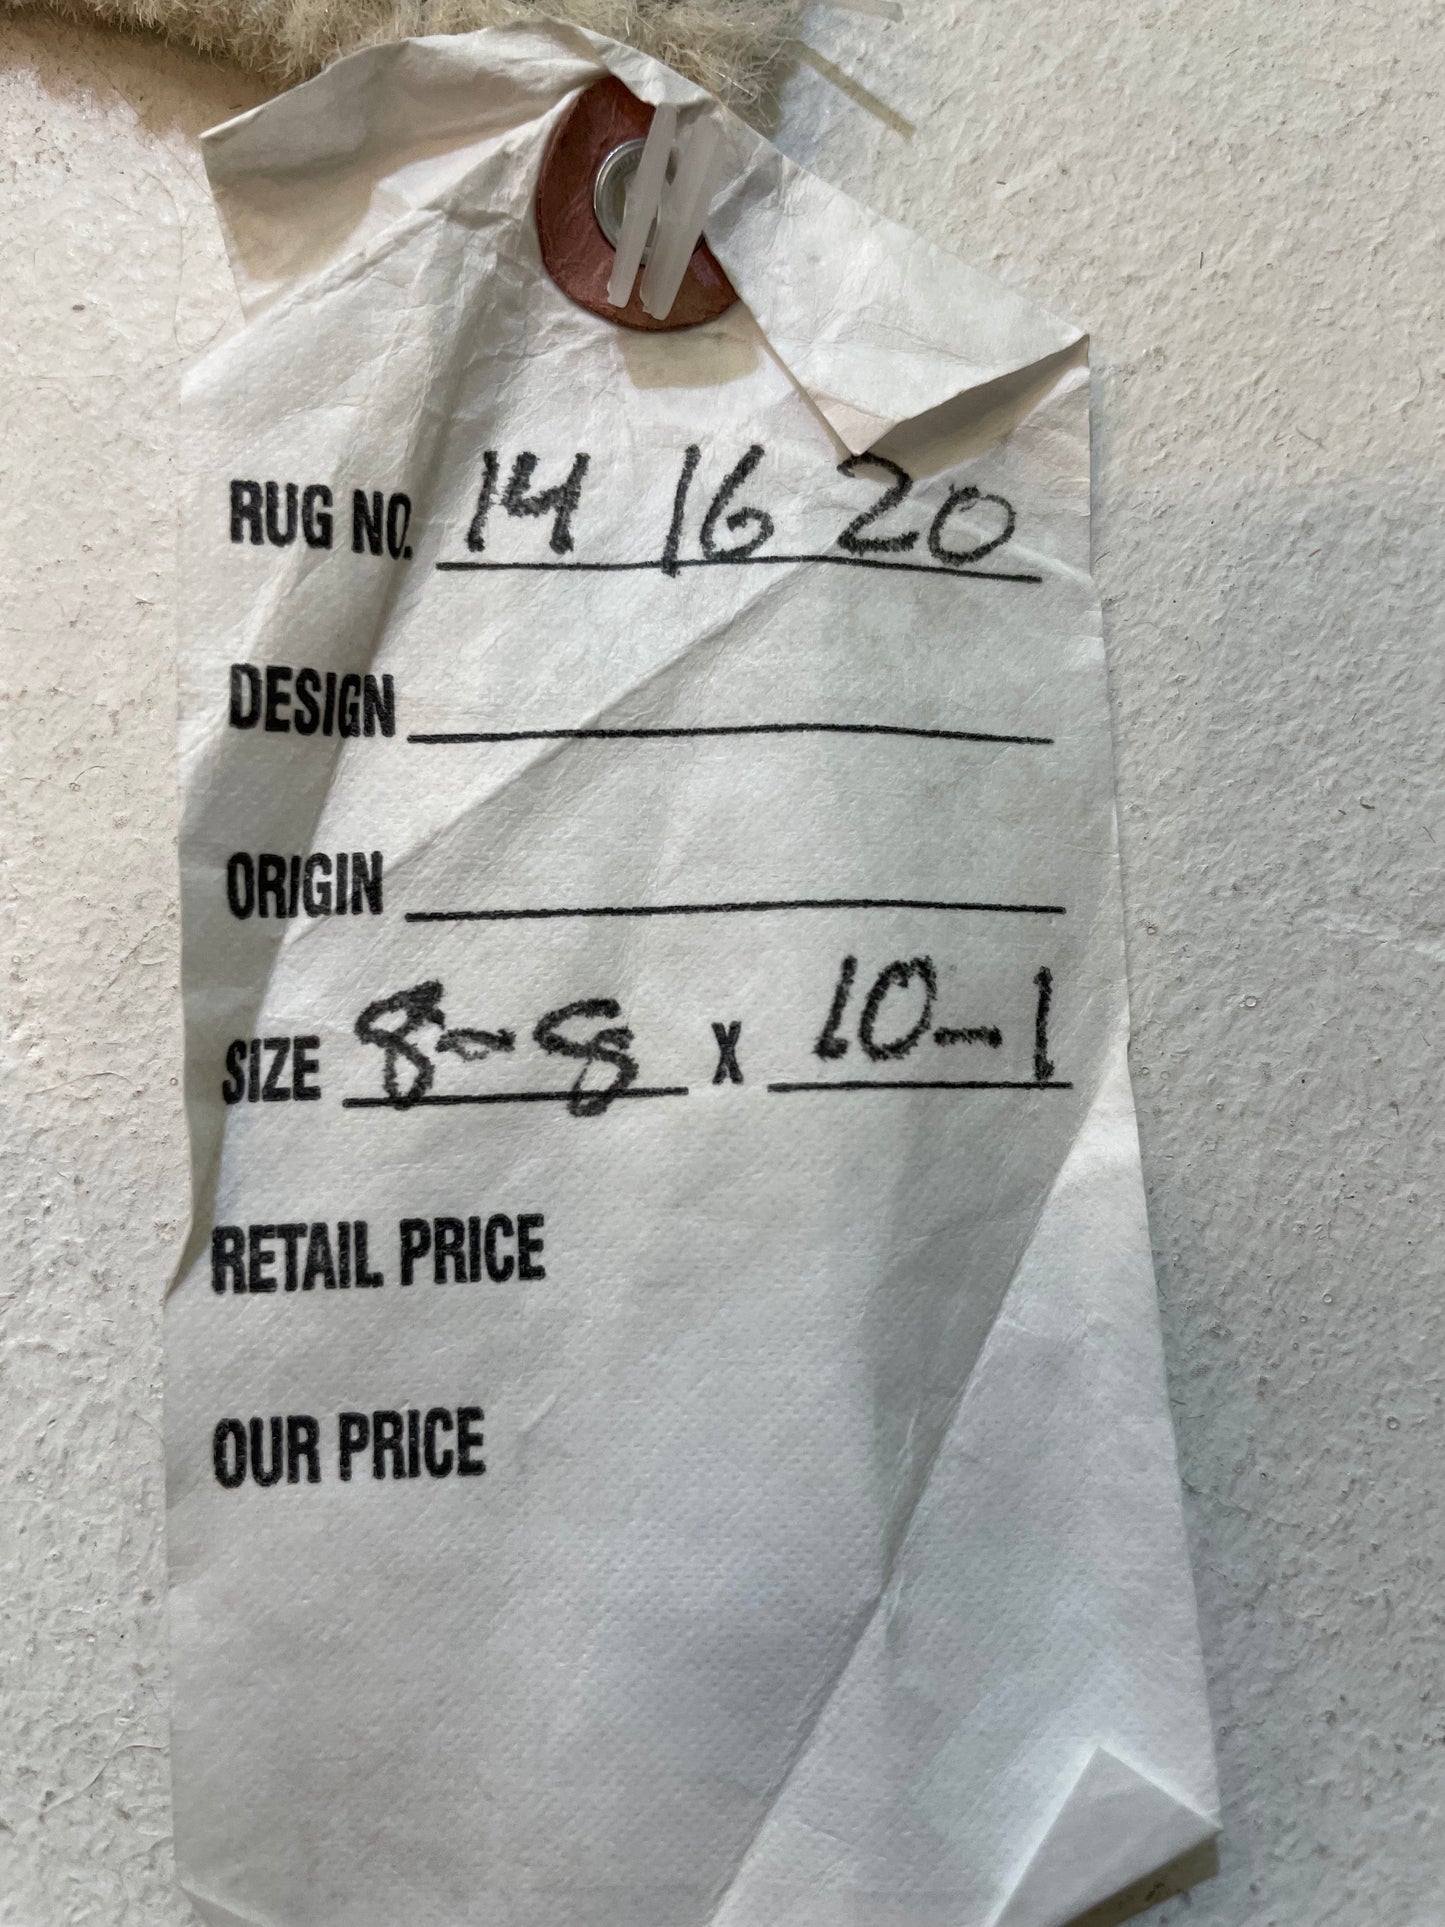 RUG NO. 14 16 20
DESIGN
ORIGIN
SIZE 8-8 X 10-1
RETAIL PRICE
OUR PRICE